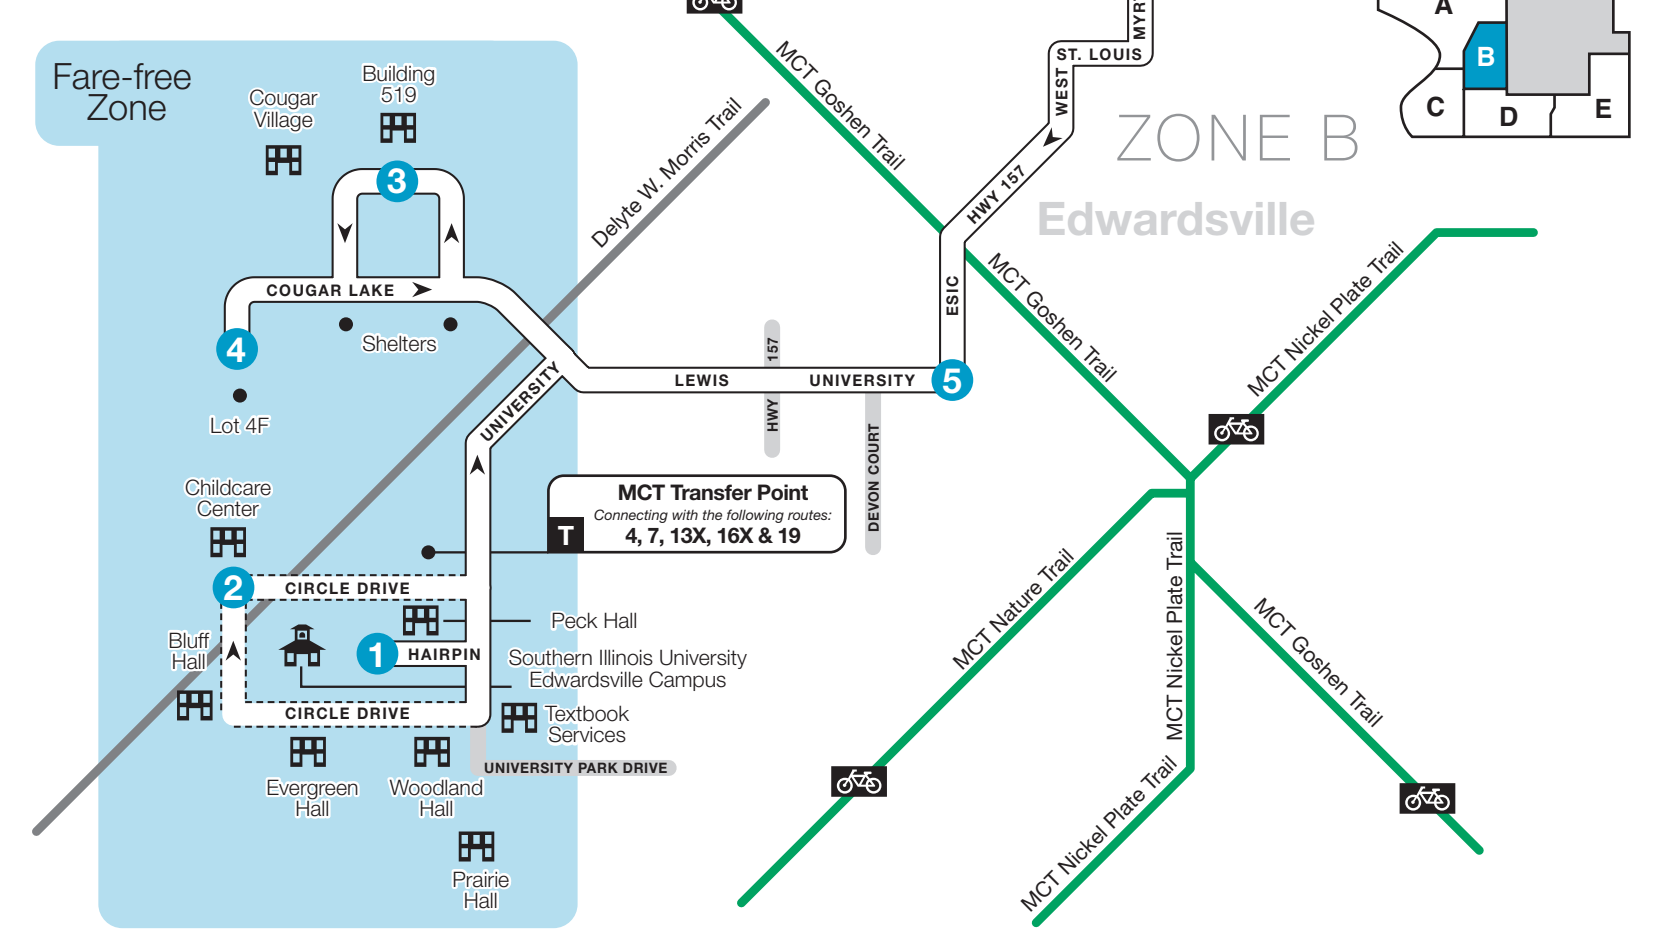 Fare-free
Zone
Building
519
Cougar
Village
3
COUGAR LAKE
4
Shelters
Lot 4F
Childcare
Center
2
CIRCLE DRIVE
Bluff
Hall
1
HAIRPIN
CIRCLE DRIVE
Evergreen
Hall
Woodland
Hall
Prairie
Hall
UNIVERSITY
Peck Hall
Southern Illinois University
Edwardsville Campus
Textbook
Services
UNIVERSITY PARK DRIVE
Delyte W. Morris Trail
MCT Transfer Point
Connecting with the following routes:
T
4, 7, 13X, 16X & 19
LEWIS
UNIVERSITY
5
HWY 157
DEVON COURT
ESIC
HWY 157
WEST
ST. LOUIS
MCT Goshen Trail
ZONE B
Edwardsville
A
B
C
D
E
MCT Goshen Trail
MCT Nickel Plate Trail
MCT Nature Trail
MCT Nickel Plate Trail
MCT Goshen Trail
MCT Nickel Plate Trail